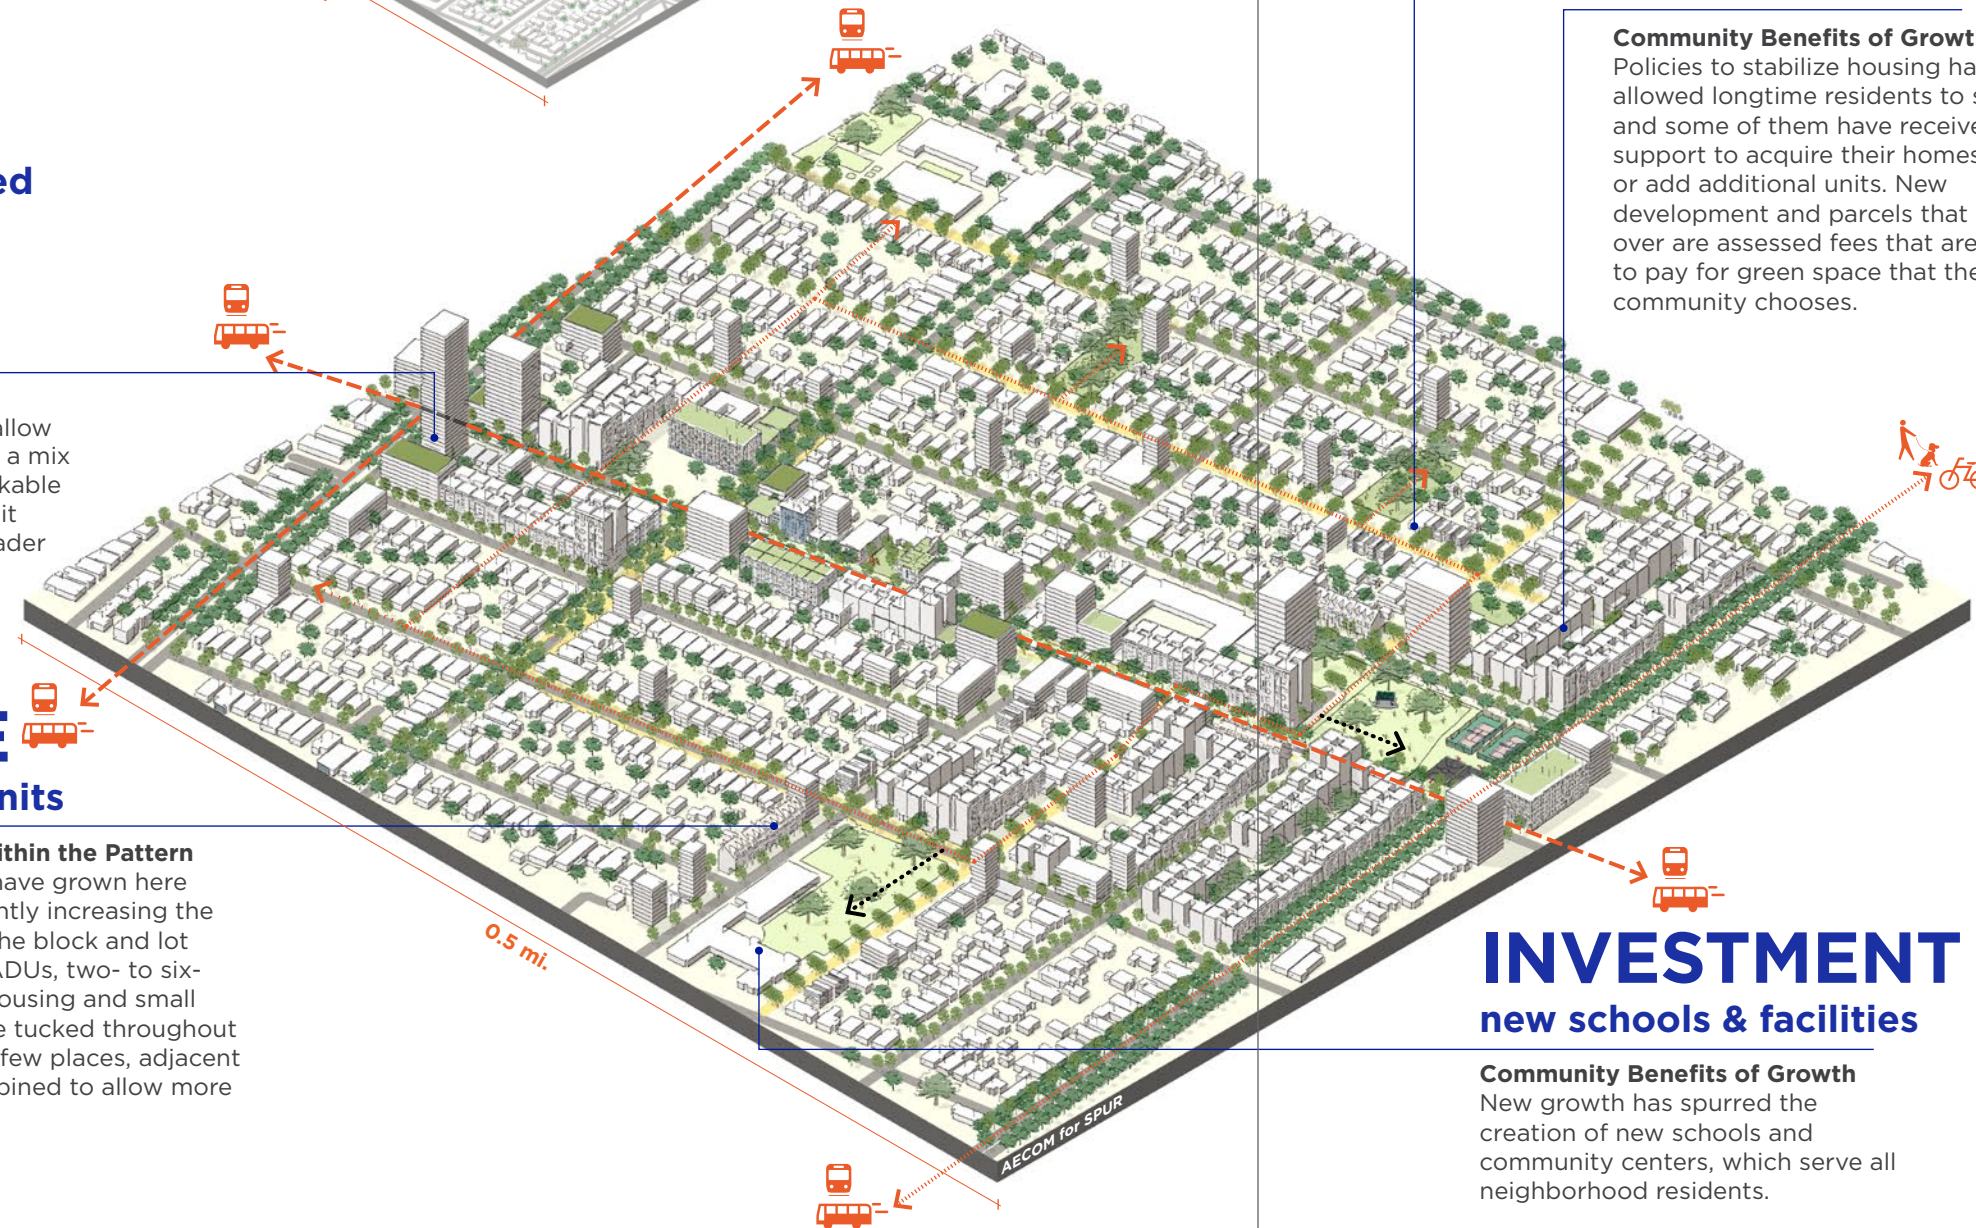 Community Benefits of Growt
Policies to stabilize housing ha
allowed longtime residents to s
and some of them have receive
support to acquire their homes
or add additional units. New
development and parcels that
over are assessed fees that are
to pay for green space that the
community chooses.
ed
allow
a mix
kable
it
ader
E
nits
ithin the Pattern
have grown here
ntly increasing the
he block and lot
ADUs, two- to six-
ousing and small
e tucked throughout
few places, adjacent
bined to allow more
0.5 mi.
AECOM for SPUR
INVESTMENT
new schools & facilities
Community Benefits of Growth
New growth has spurred the
creation of new schools and
community centers, which serve all
neighborhood residents.